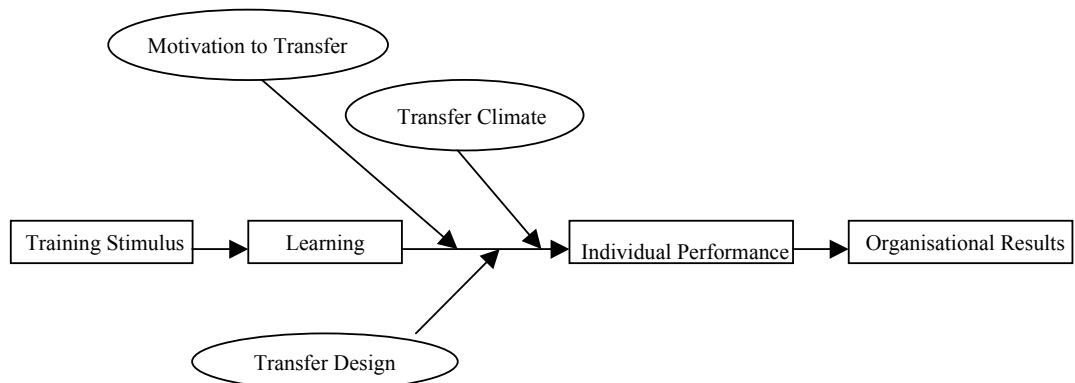 Motivation to Transfer
Transfer Climate
Training Stimulus
Learning
Individual Performance
Organisational Results
Transfer Design